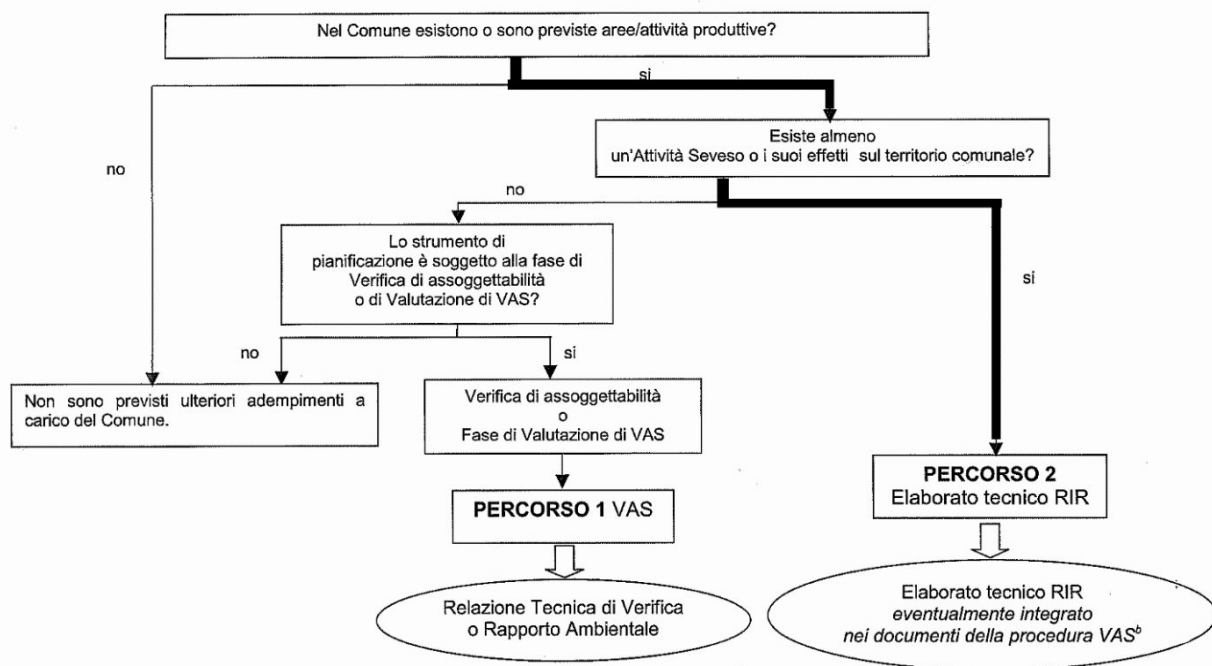 Nel Comune esistono o sono previste aree/attività produttive?
si
Esiste almeno
un'Attività Seveso o i suoi effetti sul territorio comunale?
no
no
Lo strumento di
pianificazione è soggetto alla fase di
Verifica di assoggettabilità
o di Valutazione di VAS?
si
no
si
Non sono previsti ulteriori adempimenti a
carico del Comune.
Verifica di assoggettabilità
o
Fase di Valutazione di VAS
PERCORSO 1 VAS
PERCORSO 2
Elaborato tecnico RIR
Relazione Tecnica di Verifica
o Rapporto Ambientale
Elaborato tecnico RIR
eventualmente integrato
nei documenti della procedura VASᵇ